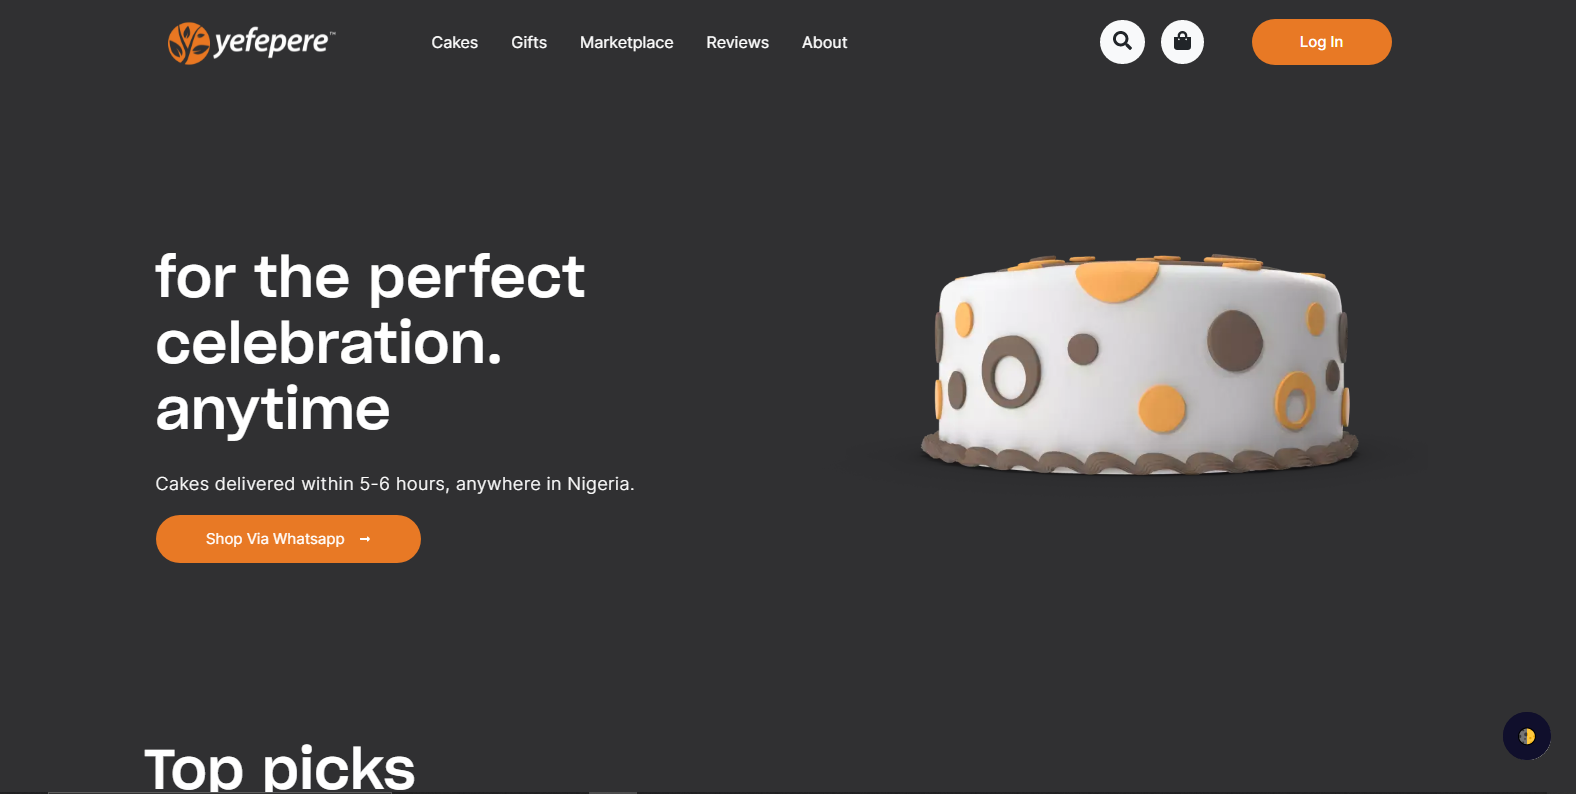 yefepere™
Cakes
Gifts
Marketplace
Reviews
About
Log In
for the perfect
celebration.
anytime
Cakes delivered within 5-6 hours, anywhere in Nigeria.
Shop Via Whatsapp →
Top picks